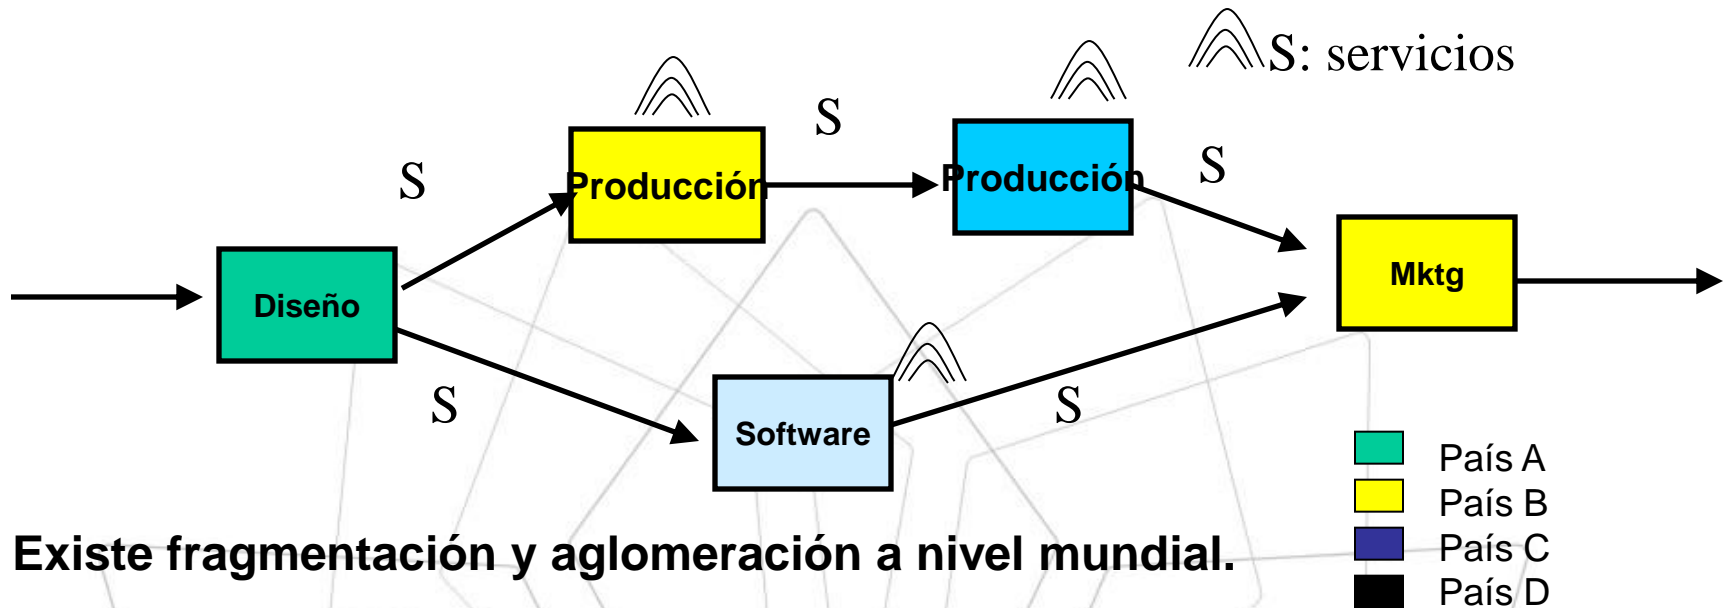 S: servicios
S
S
S
Producción
Producción
Diseño
Mktg
S
S
Software
País A
País B
País C
País D
Existe fragmentación y aglomeración a nivel mundial.